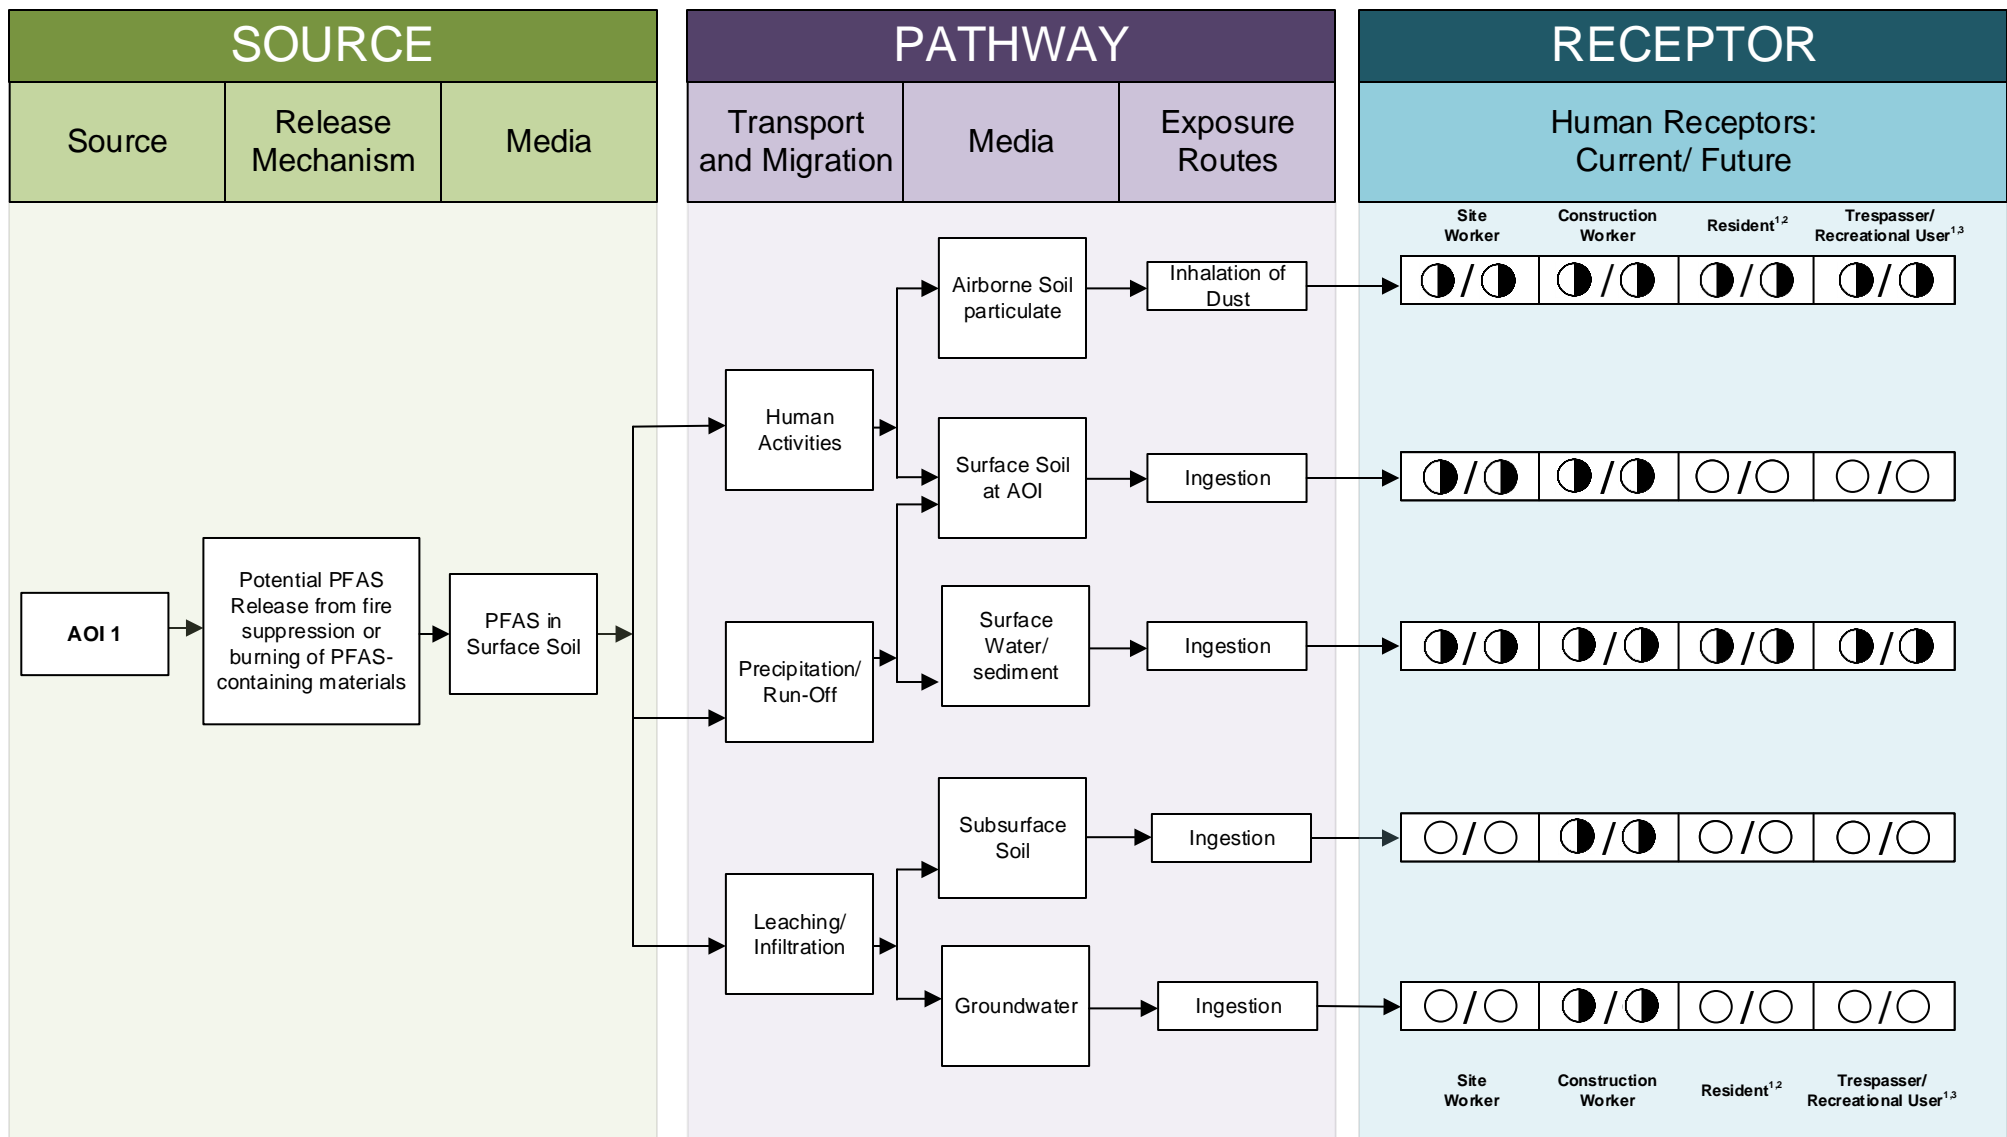 SOURCE
PATHWAY
RECEPTOR
Source
Release
Mechanism
Media
Transport
and Migration
Media
Exposure
Routes
Human Receptors:
Current/ Future
Site
Worker
Construction
Worker
Resident1,2
Trespasser/
Recreational User1,3
Airborne Soil
particulate
Inhalation of
Dust
/ / / /
Human
Activities
Surface Soil
at AOI
Ingestion
/ / / /
AOI 1
Potential PFAS
Release from fire
suppression or
burning of PFAS-
containing materials
PFAS in
Surface Soil
Precipitation/
Run-Off
Surface
Water/
sediment
Ingestion
/ / / /
Subsurface
Soil
Ingestion
/ / / /
Leaching/
Infiltration
Groundwater
Ingestion
/ / / /
Site
Worker
Construction
Worker
Resident1,2
Trespasser/
Recreational User1,3